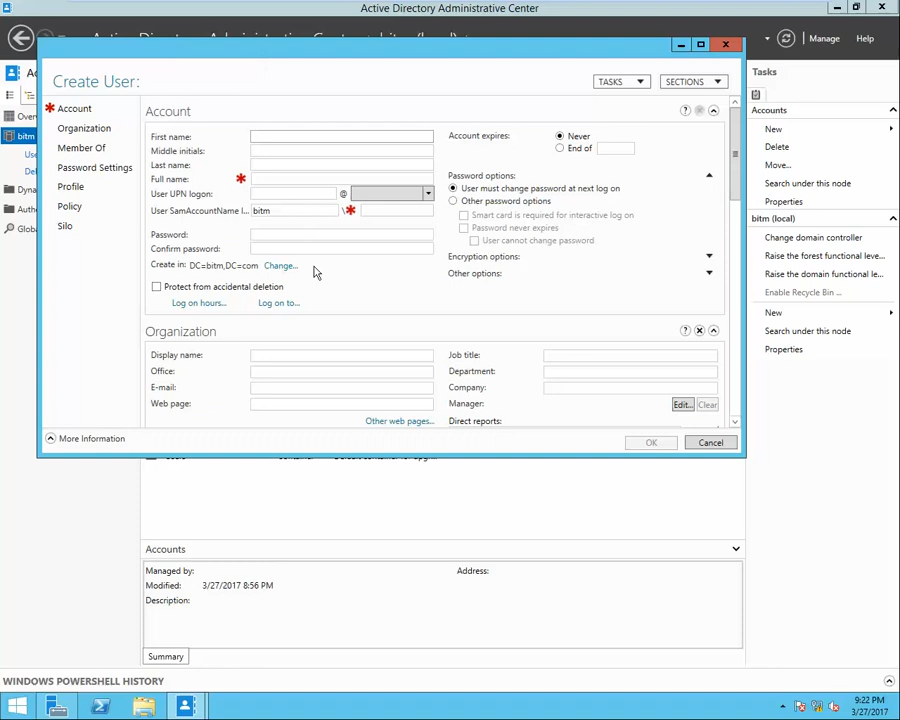 Active Directory Administrative Center
Manage
Help
Create User:
TASKS
SECTIONS
Account
Organization
Member Of
Password Settings
Profile
Policy
Silo
Account
First name:
Middle initials:
Last name:
Full name:
User UPN logon:
@
User SamAccountName l...
bitm
\
Password:
Confirm password:
Create in: DC=bitm,DC=com Change...
Protect from accidental deletion
Log on hours...
Log on to...
Account expires:
Never
End of
Password options:
User must change password at next log on
Other password options
Smart card is required for interactive log on
Password never expires
User cannot change password
Encryption options:
Other options:
Organization
Display name:
Office:
E-mail:
Web page:
Other web pages...
Job title:
Department:
Company:
Manager:
Edit...
Clear
Direct reports:
More Information
OK
Cancel
Over
bitm
Use
Del
Dyna
Auth
Globa
Tasks
Accounts
New
Delete
Move...
Search under this node
Properties
bitm (local)
Change domain controller
Raise the forest functional leve...
Raise the domain functional le...
Enable Recycle Bin ...
New
Search under this node
Properties
Accounts
Managed by:
Modified: 3/27/2017 8:56 PM
Description:
Address:
Summary
WINDOWS POWERSHELL HISTORY
9:22 PM
3/27/2017